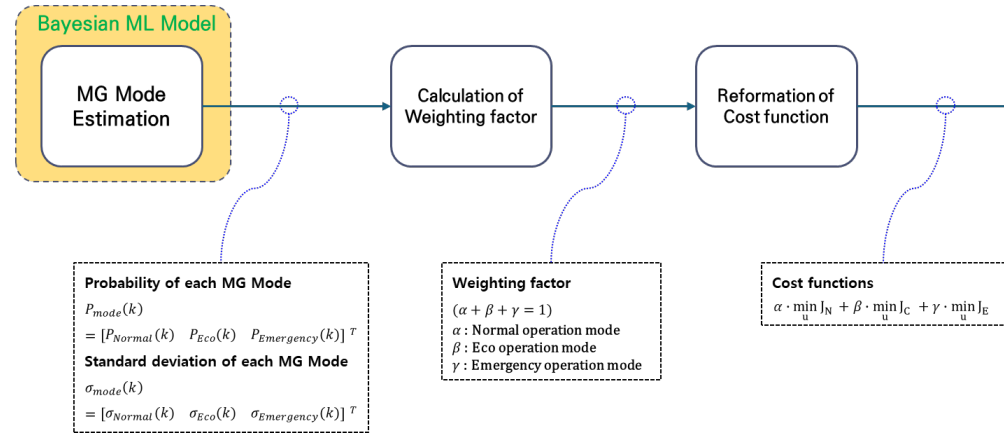 Bayesian ML Model
MG Mode
Estimation
Calculation of
Weighting factor
Reformation of
Cost function
Probability of each MG Mode
P_mode(k)
= [P_Normal(k) P_Eco(k) P_Emergency(k)] ^T
Standard deviation of each MG Mode
σ_mode(k)
= [σ_Normal(k) σ_Eco(k) σ_Emergency(k)] ^T
Weighting factor
(α + β + γ = 1)
α : Normal operation mode
β : Eco operation mode
γ : Emergency operation mode
Cost functions
α · min_u J_N + β · min_u J_C + γ · min_u J_E